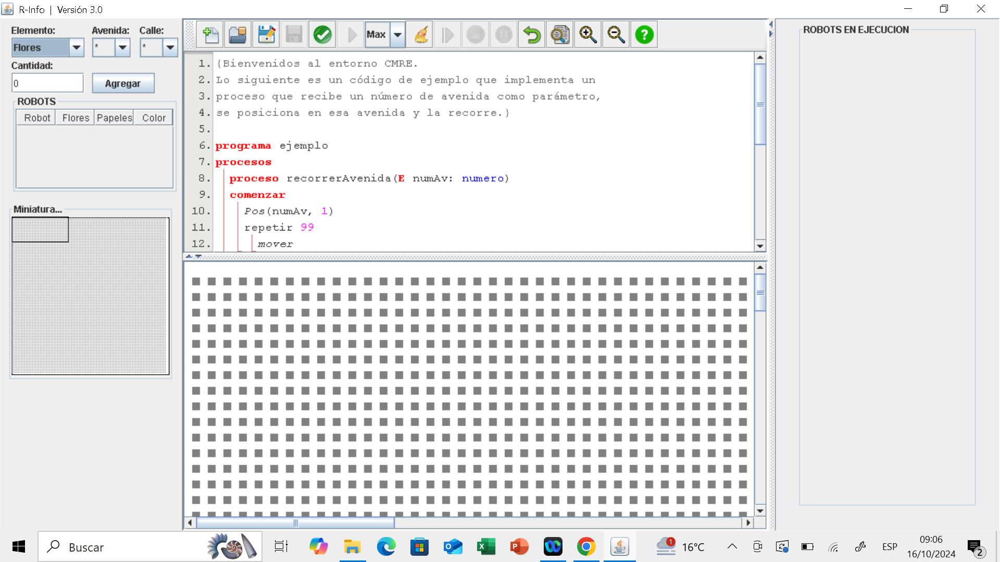 R-Info | Versión 3.0
Elemento: Avenida: Calle:
Flores * *
Cantidad:
0 Agregar
ROBOTS
Robot Flores Papeles Color
Miniatura...
Max
1. {Bienvenidos al entorno CMRE.
2. Lo siguiente es un código de ejemplo que implementa un
3. proceso que recibe un número de avenida como parámetro,
4. se posiciona en esa avenida y la recorre.}
5.
6. programa ejemplo
7. procesos
8. proceso recorrerAvenida(E numAv: numero)
9. comenzar
10. Pos(numAv, 1)
11. repetir 99
12. mover
ROBOTS EN EJECUCION
Buscar
1
16°C
ESP
09:06
16/10/2024
2